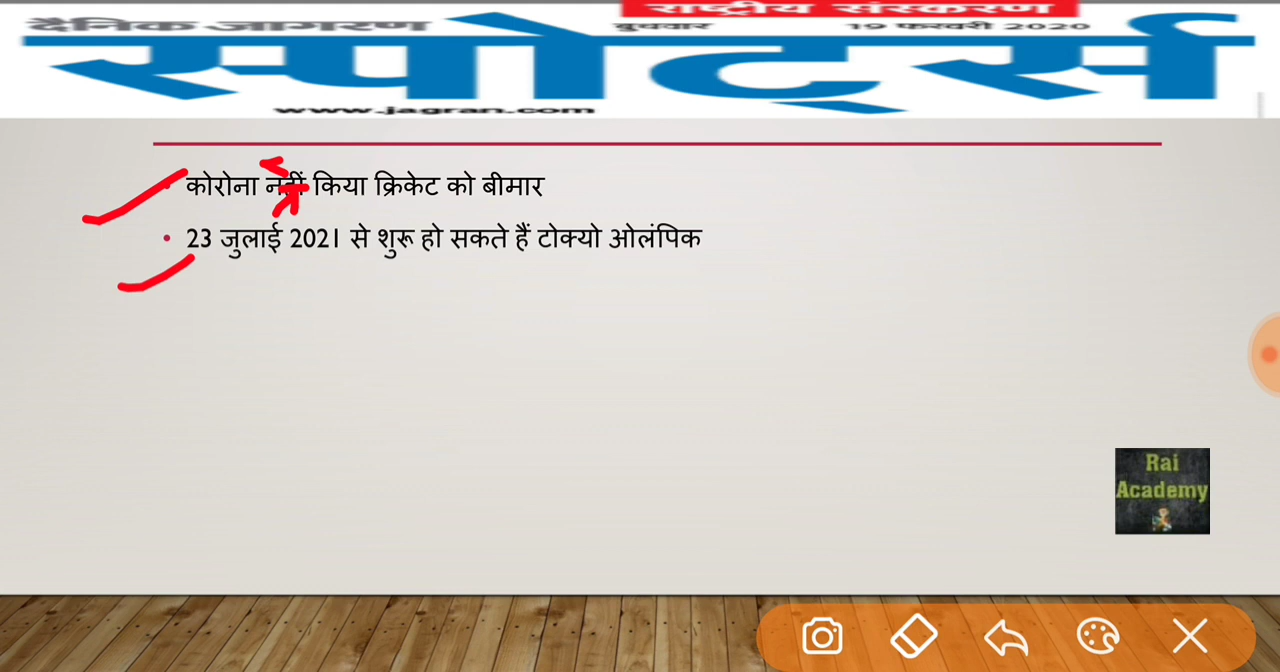 राष्ट्रीय संस्करण
दैनिक जागरण
बुधवार
19 फरवरी 2020
स्पोर्ट्स
www.jagran.com
• कोरोना नहीं किया क्रिकेट को बीमार
• 23 जुलाई 2021 से शुरू हो सकते हैं टोक्यो ओलंपिक
Rai
Academy